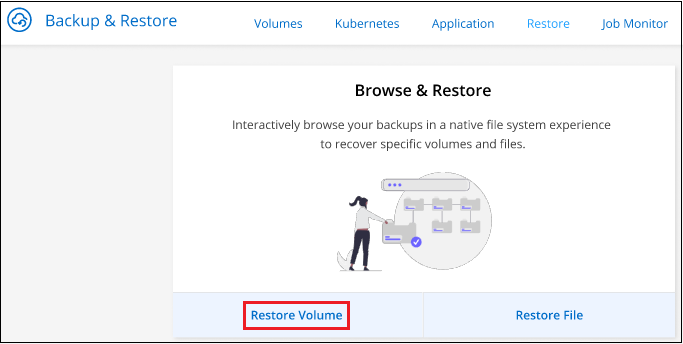 Backup & Restore
Volumes
Kubernetes
Application
Restore
Job Monitor
Browse & Restore
Interactively browse your backups in a native file system experience
to recover specific volumes and files.
Restore Volume
Restore File